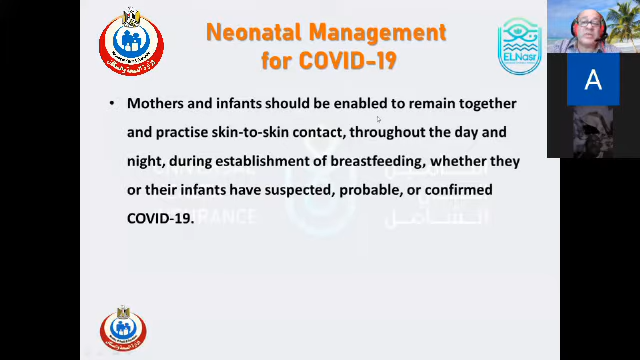 Neonatal Management
for COVID-19
ELNasr
• Mothers and infants should be enabled to remain together
and practise skin-to-skin contact, throughout the day and
night, during establishment of breastfeeding, whether they
or their infants have suspected, probable, or confirmed
COVID-19.
A